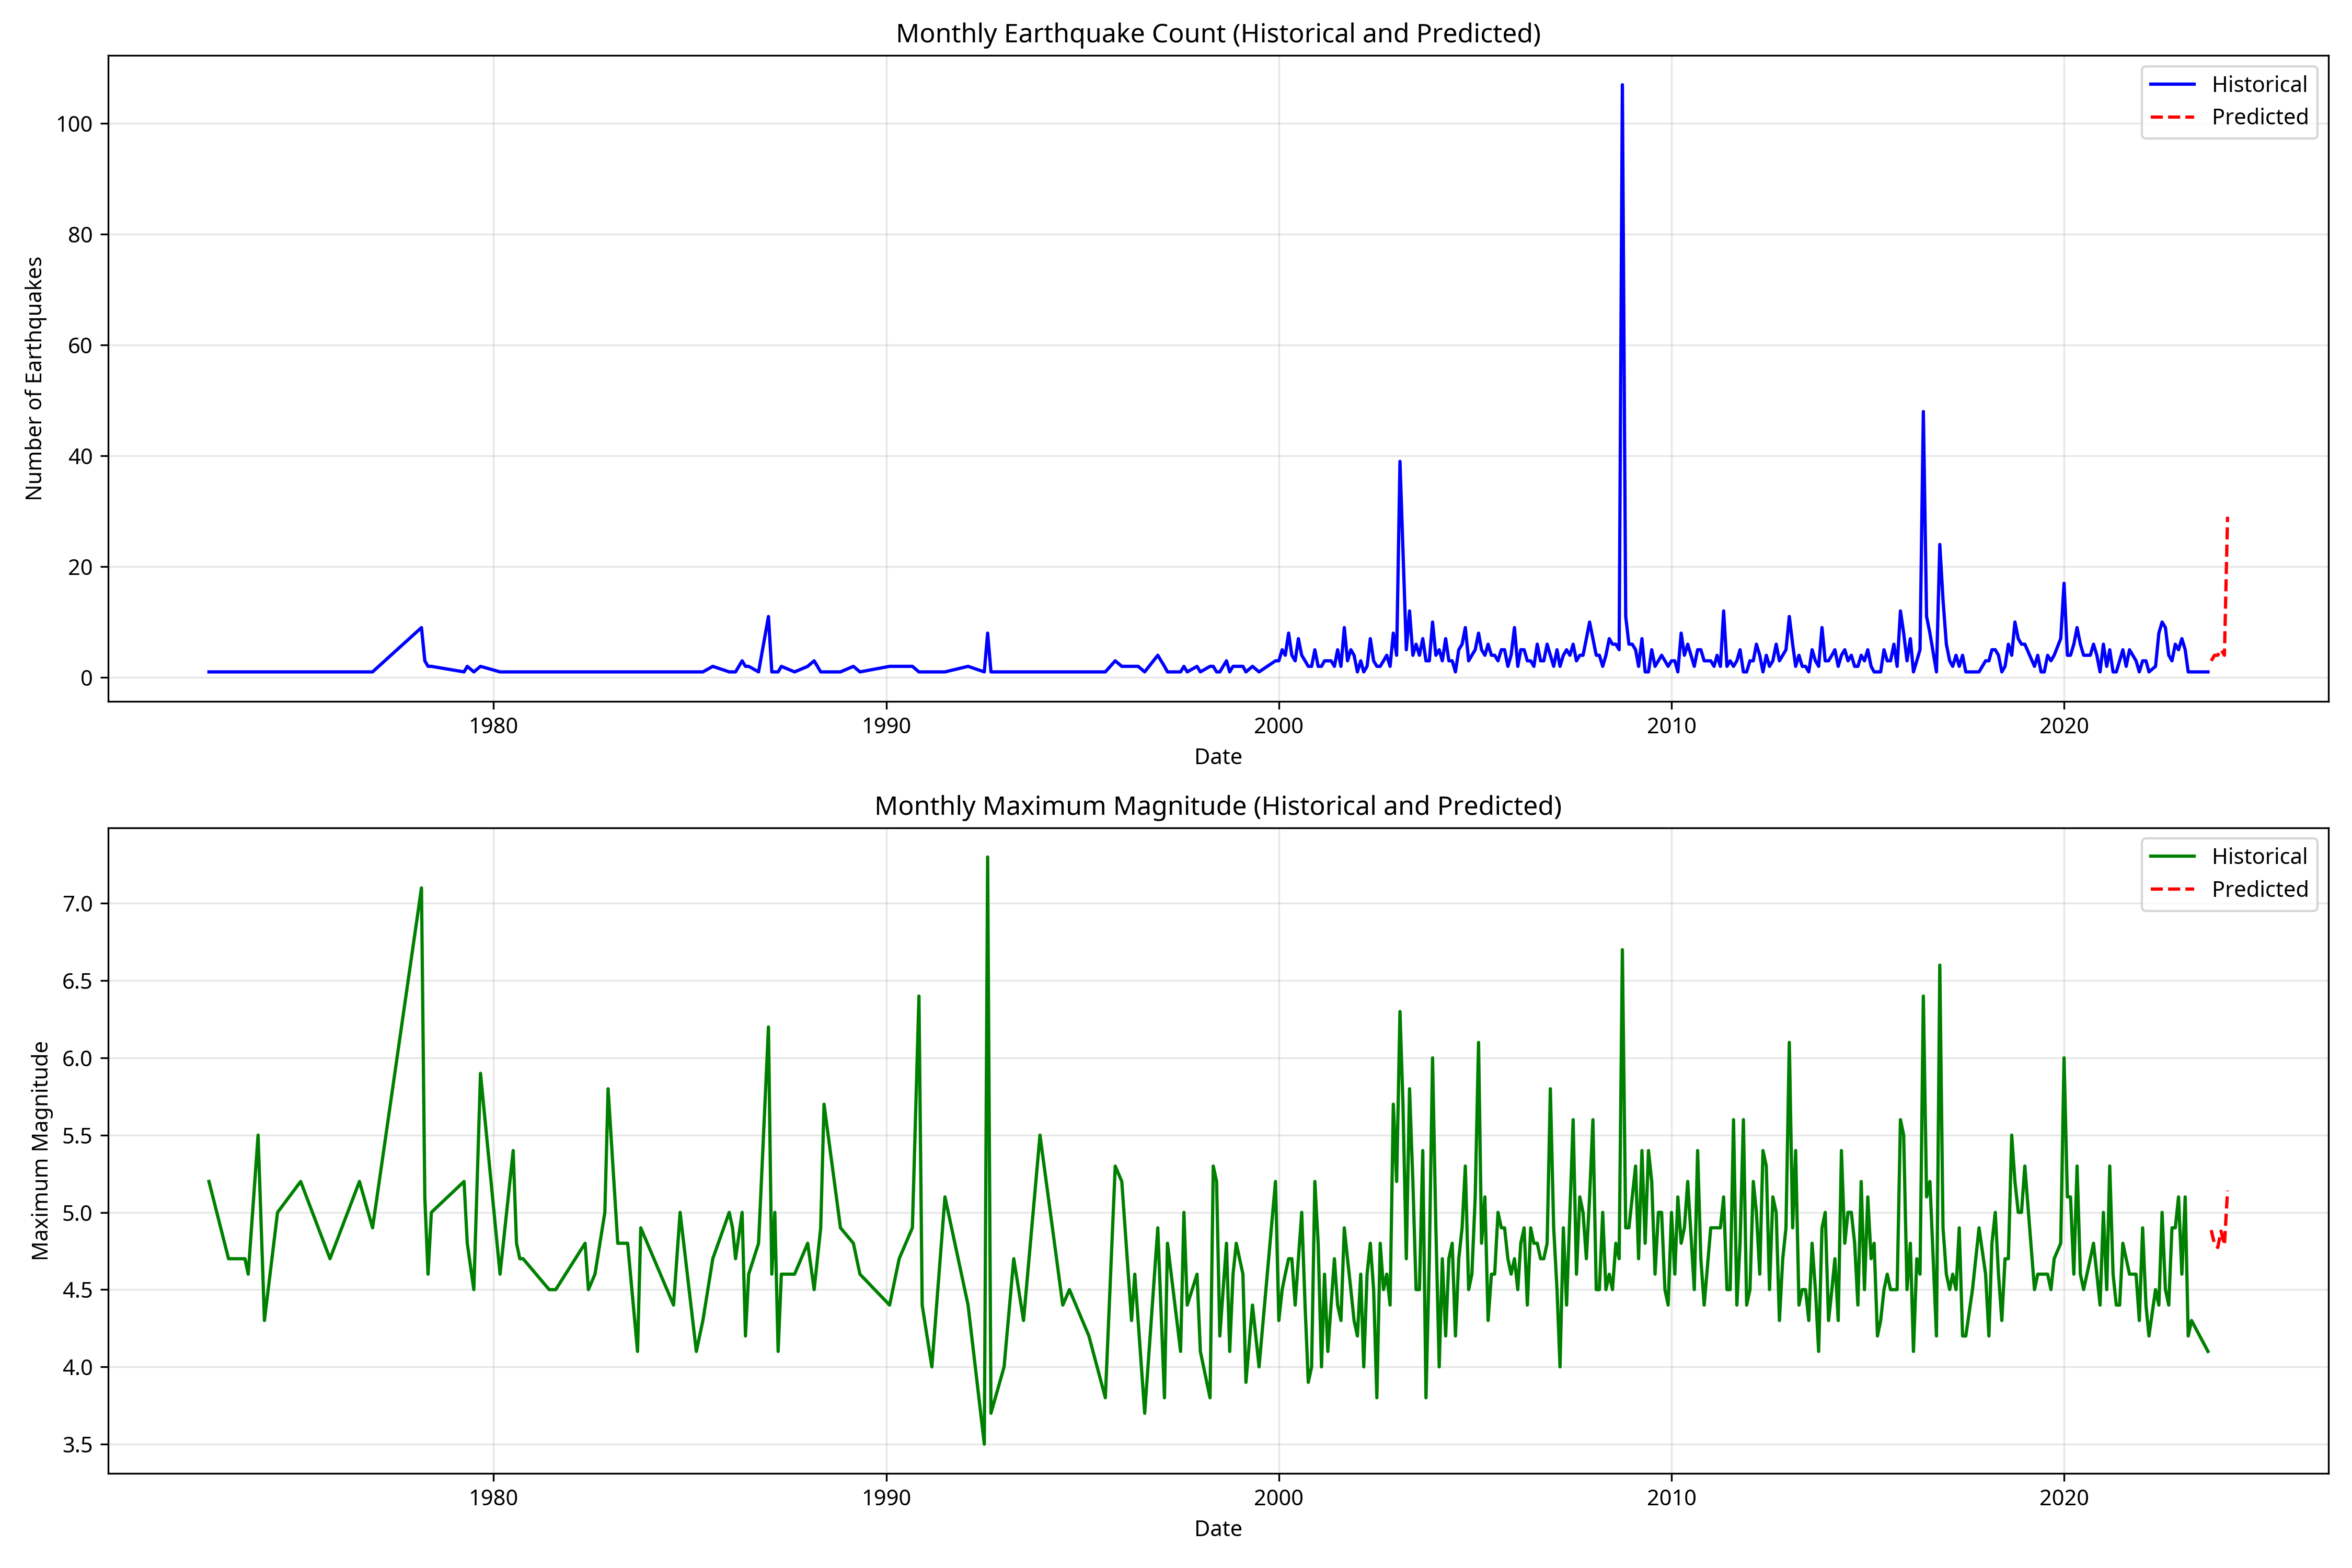 Monthly Earthquake Count (Historical and Predicted)
Historical
Predicted
100
80
60
40
20
0
Number of Earthquakes
1980
1990
2000
2010
2020
Date
Monthly Maximum Magnitude (Historical and Predicted)
Historical
Predicted
7.0
6.5
6.0
5.5
5.0
4.5
4.0
3.5
Maximum Magnitude
1980
1990
2000
2010
2020
Date